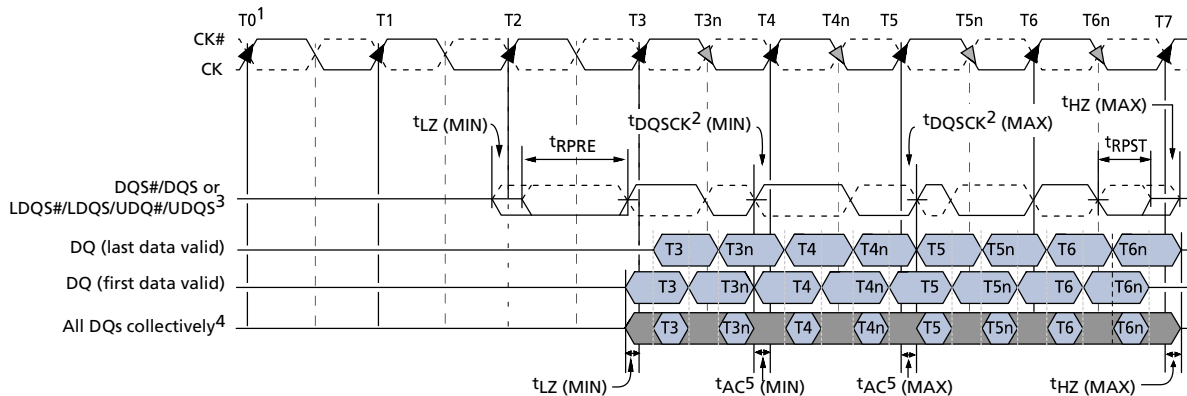 T0¹ T1 T2 T3 T3n T4 T4n T5 T5n T6 T6n T7
CK#
CK
tHZ (MAX)
tLZ (MIN) tDQSCK² (MIN) tDQSCK² (MAX)
tRPRE tRPST
DQS#/DQS or
LDQS#/LDQS/UDQ#/UDQS³
DQ (last data valid) T3 T3n T4 T4n T5 T5n T6 T6n
DQ (first data valid) T3 T3n T4 T4n T5 T5n T6 T6n
All DQs collectively⁴ T3 T3n T4 T4n T5 T5n T6 T6n
tLZ (MIN) tAC⁵ (MIN) tAC⁵ (MAX) tHZ (MAX)